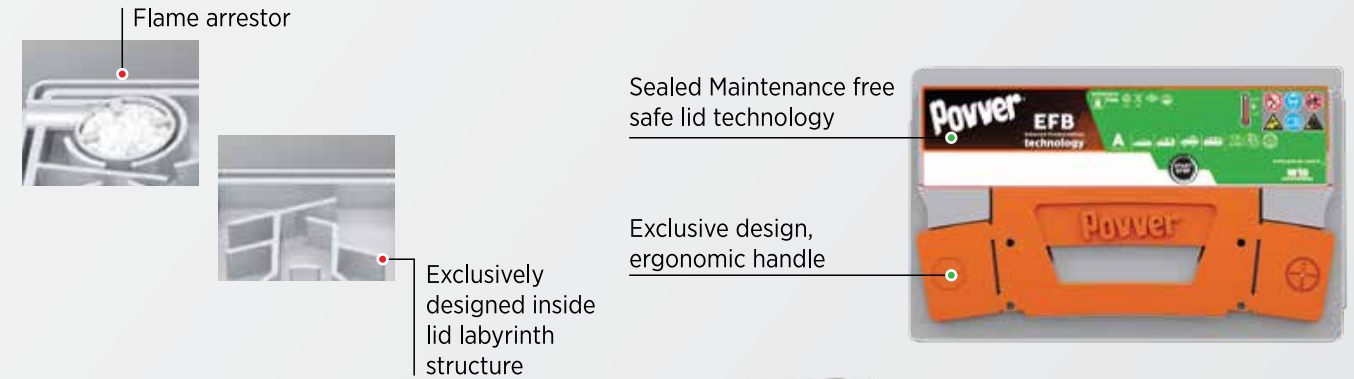 Flame arrestor
Exclusively
designed inside
lid labyrinth
structure
Sealed Maintenance free
safe lid technology
Exclusive design,
ergonomic handle
Povver
EFB
technology
A
Povver